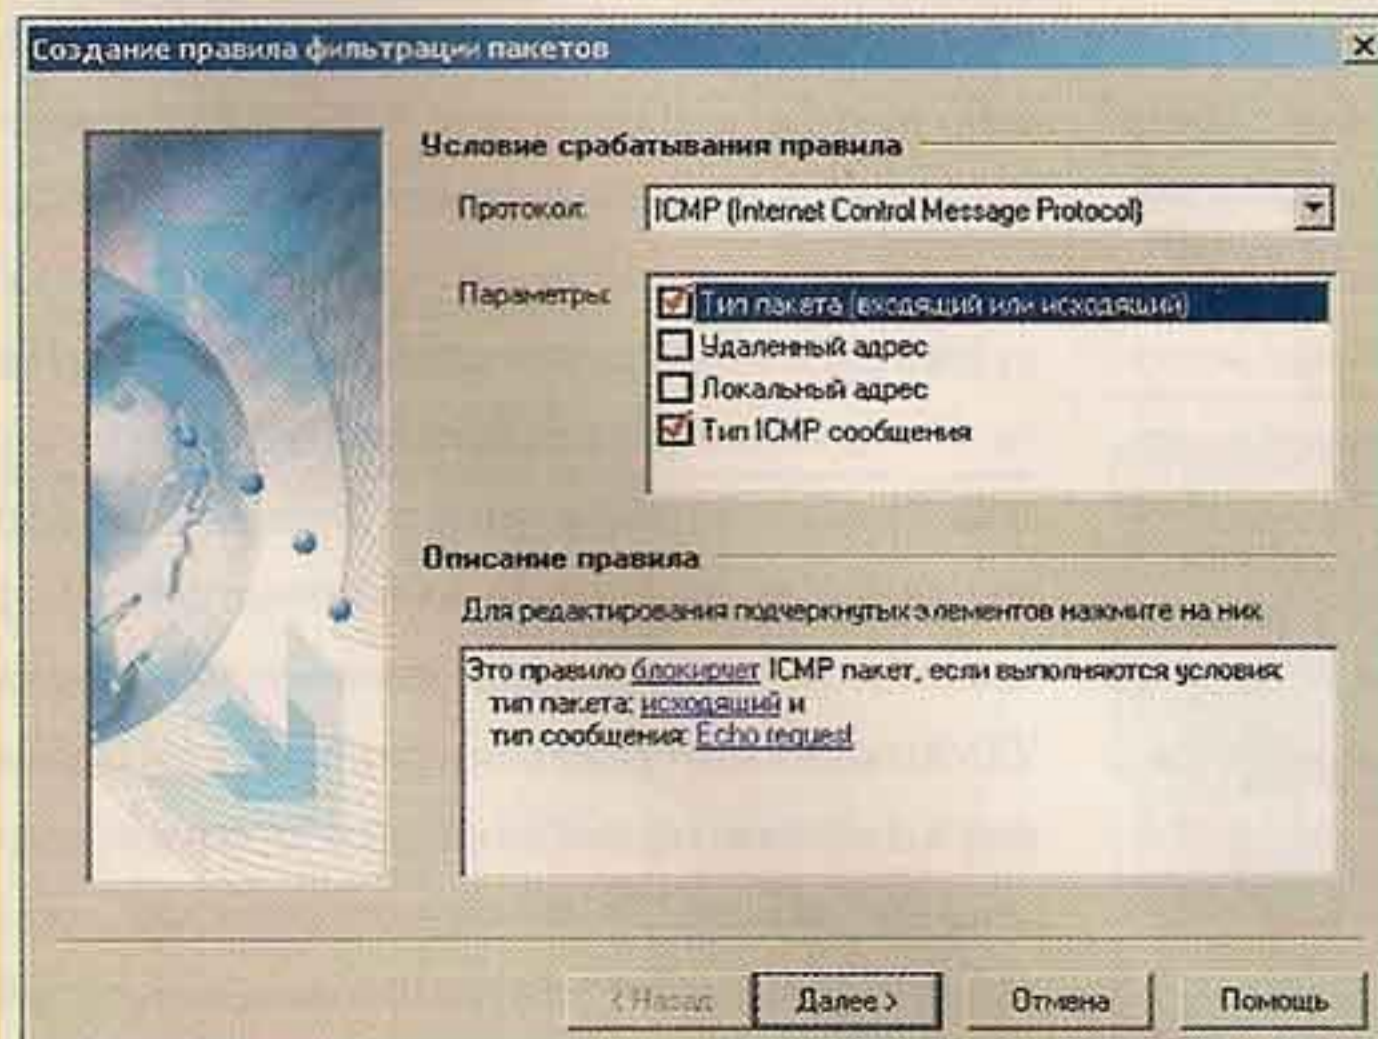 Создание правила фильтрации пакетов
Условие срабатывания правила
Протокол: ICMP (Internet Control Message Protocol)
Параметры: Тип пакета (входящий или исходящий)
Удаленный адрес
Локальный адрес
Тип ICMP сообщения
Описание правила
Для редактирования подчеркнутых элементов нажмите на них
Это правило блокирует ICMP пакет, если выполняются условия:
тип пакета: исходящий и
тип сообщения: Echo request
< Назад Далее > Отмена Помощь